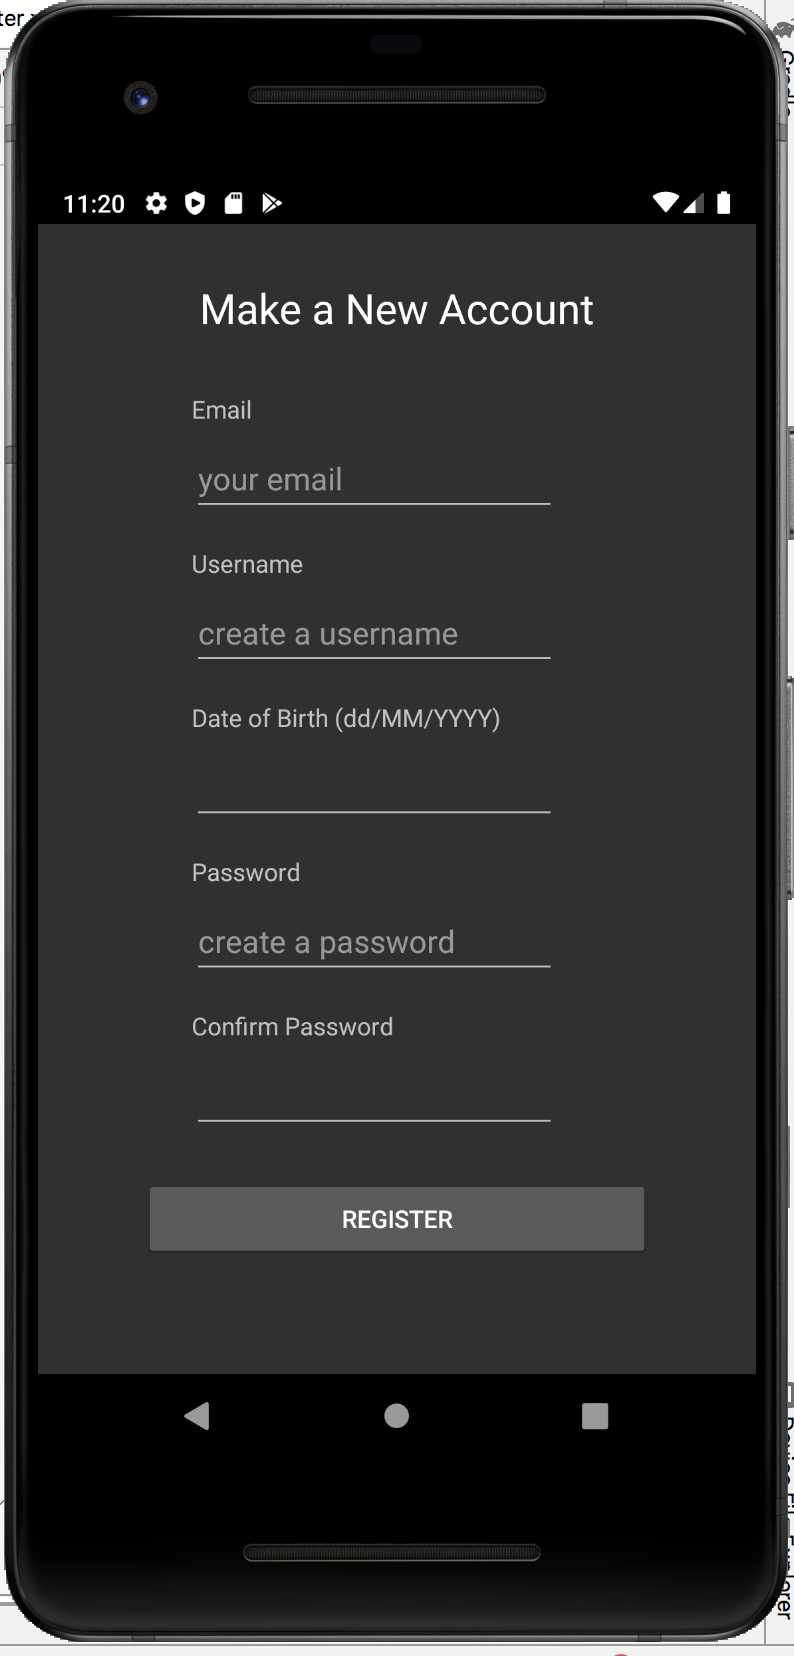 ter
11:20
Make a New Account
Email
your email
Username
create a username
Date of Birth (dd/MM/YYYY)
Password
create a password
Confirm Password
REGISTER